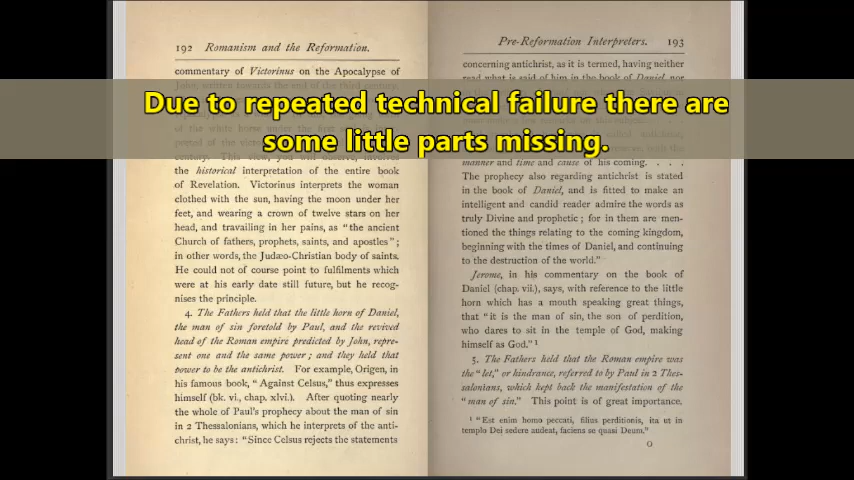 192 Romanism and the Reformation.
commentary of Victorinus on the Apocalypse of
Due to repeated technical failure there are
some little parts missing.
the historical interpretation of the entire book
of Revelation. Victorinus interprets the woman
clothed with the sun, having the moon under her
feet, and wearing a crown of twelve stars on her
head, and travailing in her pains, as “the ancient
Church of fathers, prophets, saints, and apostles”;
in other words, the Judæo-Christian body of saints.
He could not of course point to fulfilments which
were at his early date still future, but he recog-
nises the principle.
4. The Fathers held that the little horn of Daniel,
the man of sin foretold by Paul, and the revived
head of the Roman empire predicted by John, repre-
sent one and the same power; and they held that
power to be the antichrist. For example, Origen, in
his famous book, “Against Celsus,” thus expresses
himself (bk. vi., chap. xlvi.). After quoting nearly
the whole of Paul's prophecy about the man of sin
in 2 Thessalonians, which he interprets of the anti-
christ, he says: “Since Celsus rejects the statements
Pre-Reformation Interpreters. 193
concerning antichrist, as it is termed, having neither
read what is said of him in the book of Daniel, nor
manner and time and cause of his coming. . . .
The prophecy also regarding antichrist is stated
in the book of Daniel, and is fitted to make an
intelligent and candid reader admire the words as
truly Divine and prophetic; for in them are men-
tioned the things relating to the coming kingdom,
beginning with the times of Daniel, and continuing
to the destruction of the world.”
Jerome, in his commentary on the book of
Daniel (chap. vii.), says, with reference to the little
horn which has a mouth speaking great things,
that “it is the man of sin, the son of perdition,
who dares to sit in the temple of God, making
himself as God.” 1
5. The Fathers held that the Roman empire was
the “let,” or hindrance, referred to by Paul in 2 Thes-
salonians, which kept back the manifestation of the
“man of sin.” This point is of great importance.
1 “Est enim homo peccati, filius perditionis, ita ut in
templo Dei sedere audeat, faciens se quasi Deum.”
O